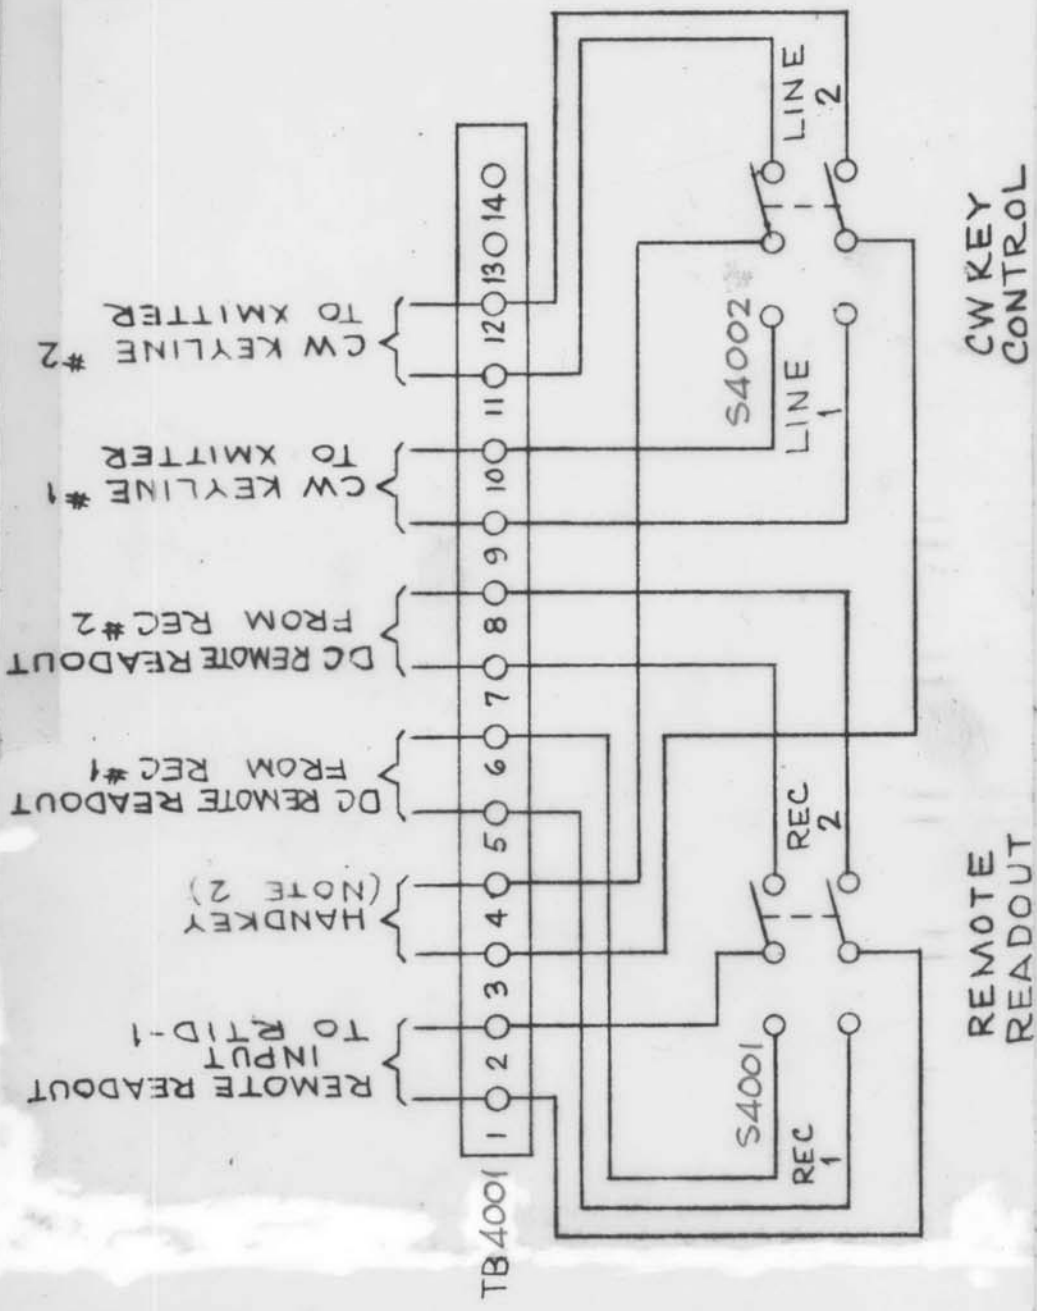 REMOTE READOUT
INPUT
TO RTID-1
HANDKEY
(NOTE 2)
DC REMOTE READOUT
FROM REC #1
DC REMOTE READOUT
FROM REC #2
CW KEYLINE #1
TO XMITTER
CW KEYLINE #2
TO XMITTER
TB4001
1
2
3
4
5
6
7
8
9
10
11
12
13
14
S4001
REC
1
REC
2
S4002
LINE
1
LINE
2
REMOTE
READOUT
CW KEY
CONTROL